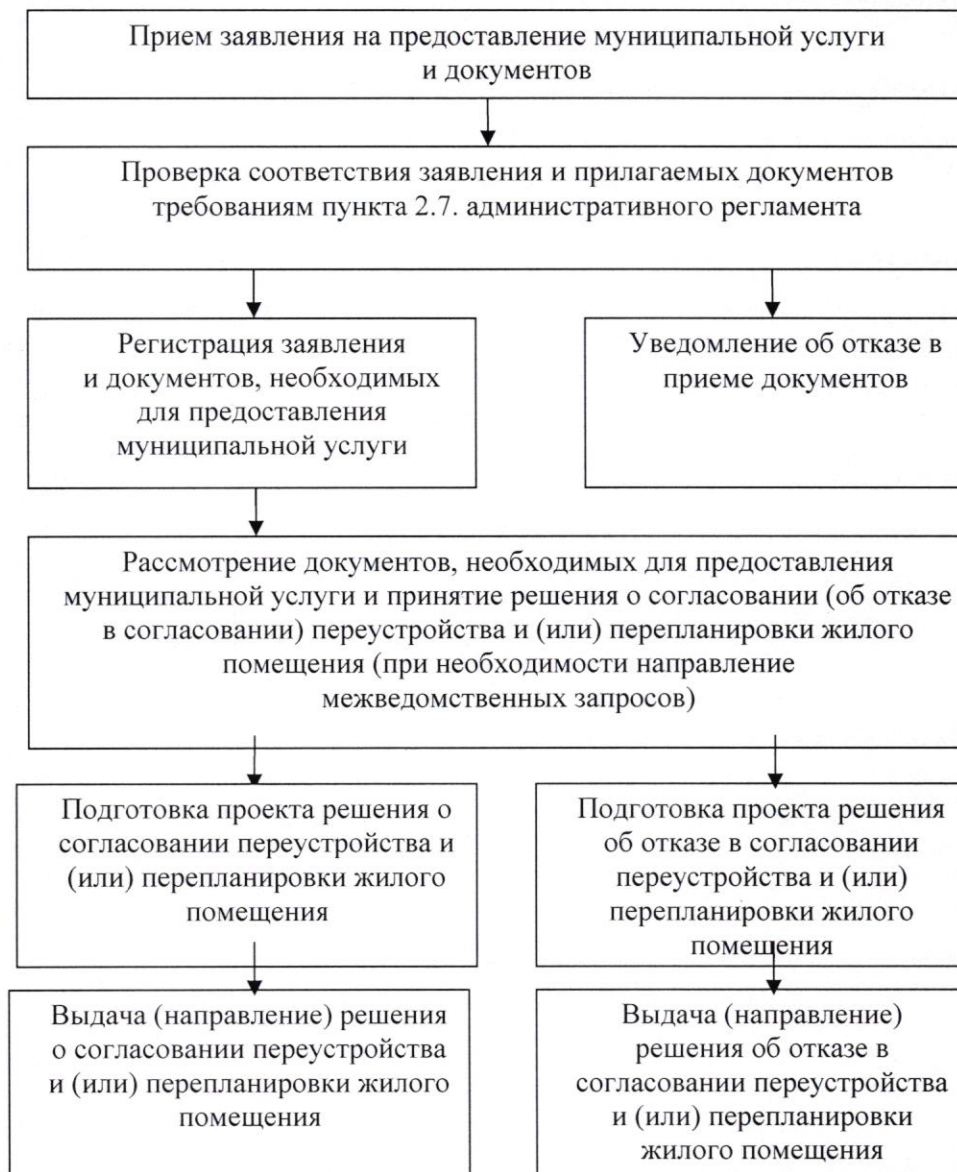 Прием заявления на предоставление муниципальной услуги
и документов
Проверка соответствия заявления и прилагаемых документов
требованиям пункта 2.7. административного регламента
Регистрация заявления
и документов, необходимых
для предоставления
муниципальной услуги
Уведомление об отказе в
приеме документов
Рассмотрение документов, необходимых для предоставления
муниципальной услуги и принятие решения о согласовании (об отказе
в согласовании) переустройства и (или) перепланировки жилого
помещения (при необходимости направление
межведомственных запросов)
Подготовка проекта решения о
согласовании переустройства и
(или) перепланировки жилого
помещения
Подготовка проекта решения
об отказе в согласовании
переустройства и (или)
перепланировки жилого
помещения
Выдача (направление) решения
о согласовании переустройства
и (или) перепланировки жилого
помещения
Выдача (направление)
решения об отказе в
согласовании переустройства
и (или) перепланировки
жилого помещения